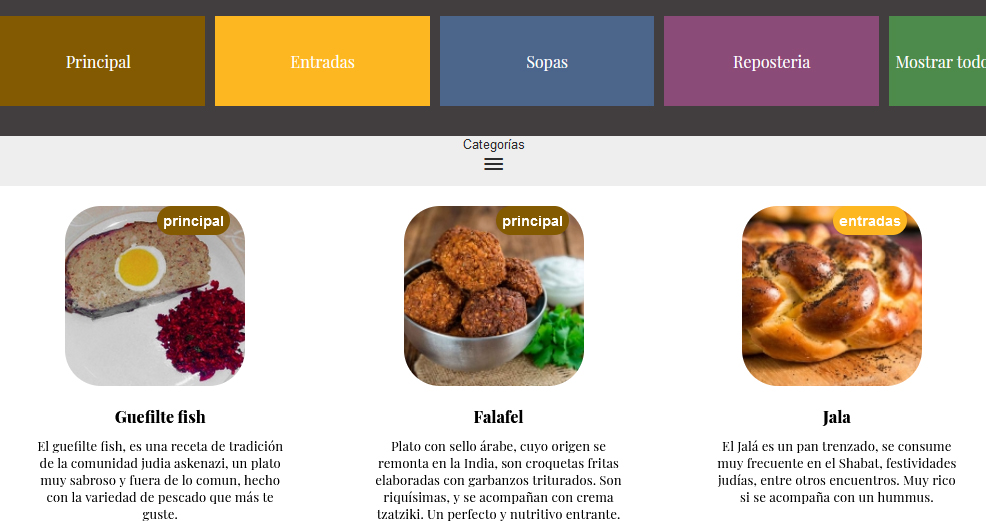 Principal
Entradas
Sopas
Reposteria
Mostrar todo
Categorías
principal
principal
entradas
Guefilte fish
El guefilte fish, es una receta de tradición
de la comunidad judia askenazi, un plato
muy sabroso y fuera de lo comun, hecho
con la variedad de pescado que más te
guste.
Falafel
Plato con sello árabe, cuyo origen se
remonta en la India, son croquetas fritas
elaboradas con garbanzos triturados. Son
riquísimas, y se acompañan con crema
tzatziki. Un perfecto y nutritivo entrante.
Jala
El Jalá es un pan trenzado, se consume
muy frecuente en el Shabat, festividades
judías, entre otros encuentros. Muy rico
si se acompaña con un hummus.